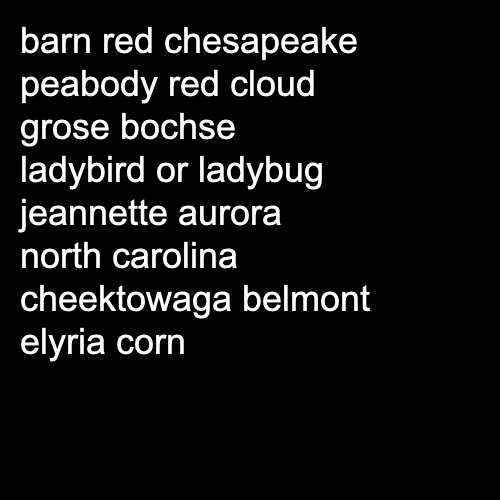 barn red chesapeake
peabody red cloud
grose bochse
ladybird or ladybug
jeannette aurora
north carolina
cheektowaga belmont
elyria corn